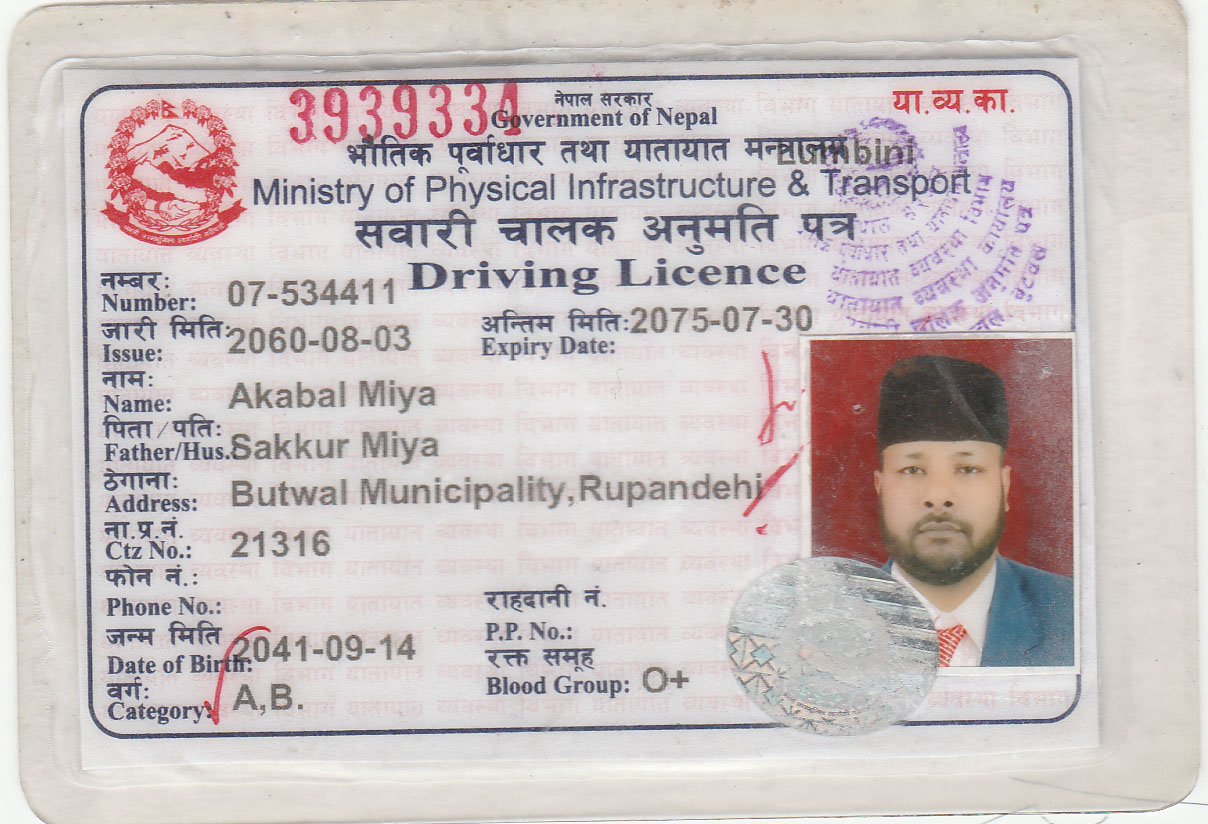 3939334
नेपाल सरकार
या.व्य.का.
Government of Nepal
भौतिक पूर्वाधार तथा यातायात मन्त्रालय
Lumbini
Ministry of Physical Infrastructure & Transport
सवारी चालक अनुमति पत्र
Driving Licence
नम्बर:
Number: 07-534411
जारी मिति: 2060-08-03 अन्तिम मिति: 2075-07-30
Issue: Expiry Date:
नाम:
Name: Akabal Miya
पिता/पति:
Father/Hus.: Sakkur Miya
ठेगाना:
Address: Butwal Municipality,Rupandehi
ना.प्र.नं.
Ctz No.: 21316
फोन नं.:
Phone No.:
राहदानी नं.
P.P. No.:
जन्म मिति
Date of Birth: 2041-09-14
रक्त समूह
Blood Group: O+
वर्ग:
Category: A,B.